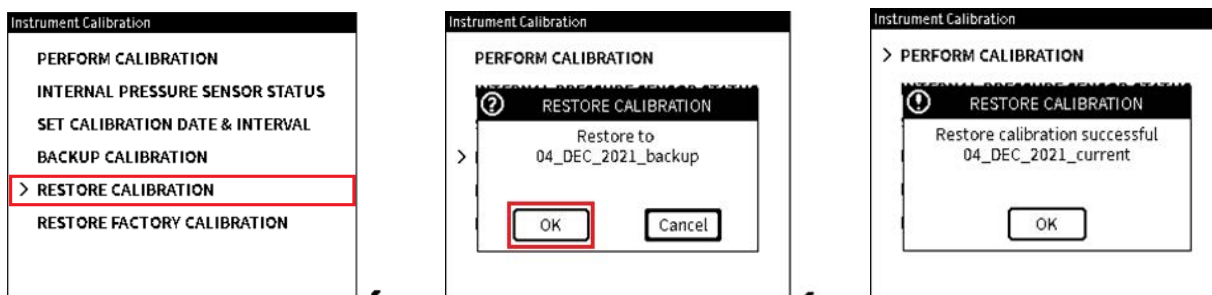 Instrument Calibration
PERFORM CALIBRATION
INTERNAL PRESSURE SENSOR STATUS
SET CALIBRATION DATE & INTERVAL
BACKUP CALIBRATION
> RESTORE CALIBRATION
RESTORE FACTORY CALIBRATION
Instrument Calibration
PERFORM CALIBRATION
RESTORE CALIBRATION
Restore to
> 04_DEC_2021_backup
OK Cancel
Instrument Calibration
> PERFORM CALIBRATION
RESTORE CALIBRATION
Restore calibration successful
04_DEC_2021_current
OK